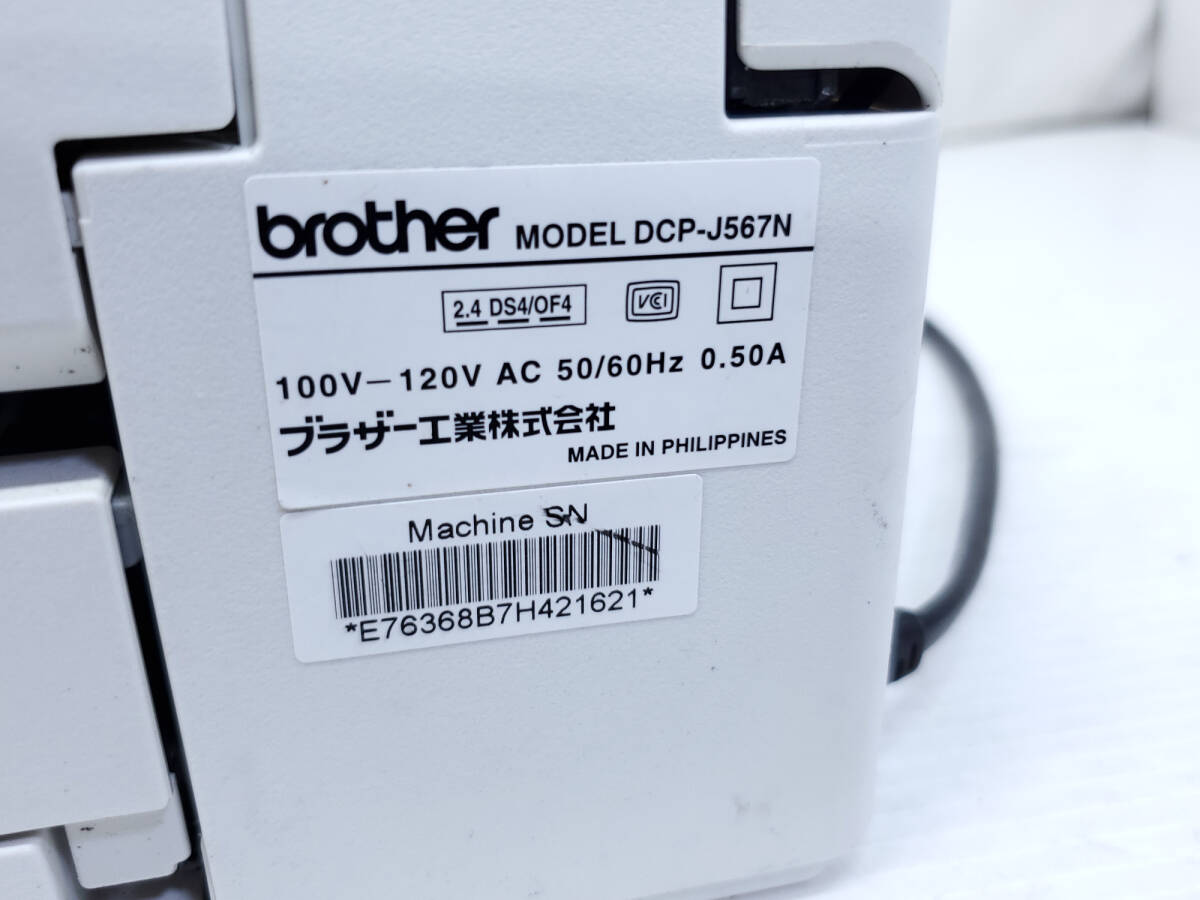 brother MODEL DCP-J567N
2.4 DS4/OF4 VCI
100V－120V AC 50/60Hz 0.50A
ブラザー工業株式会社
MADE IN PHILIPPINES
Machine SN
*E76368B7H421621*